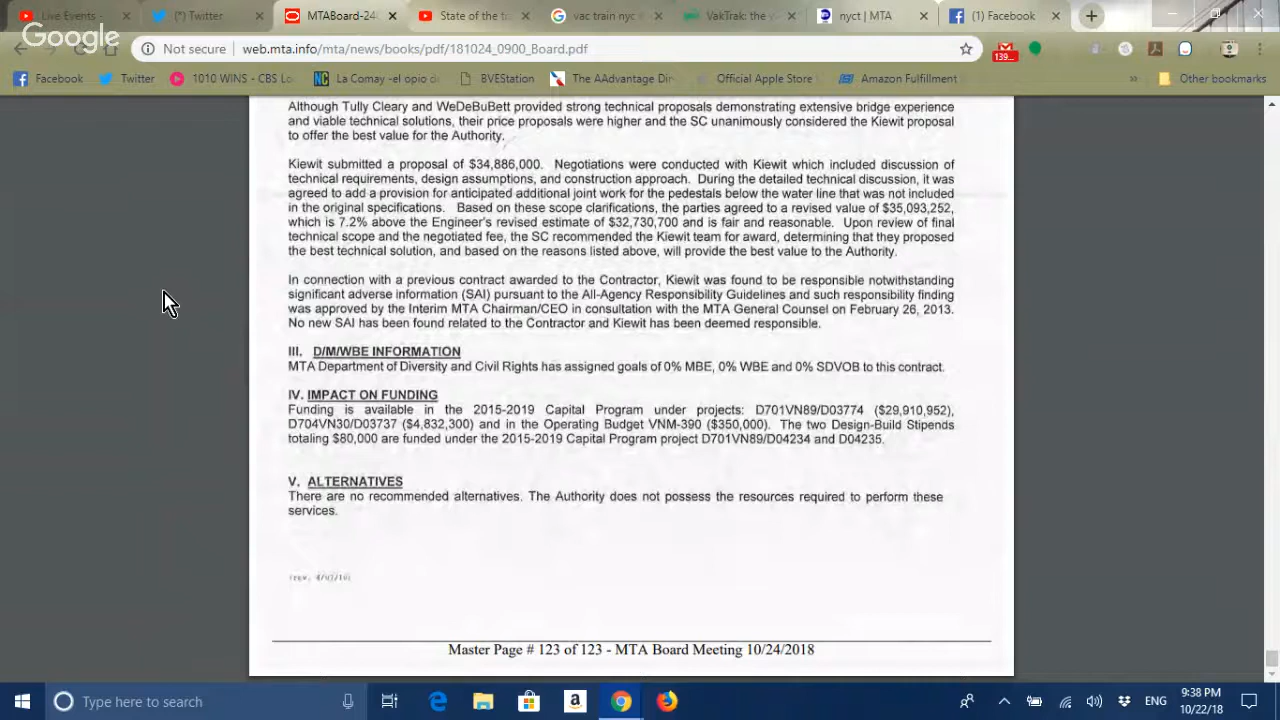 Live Events -
(*) Twitter
MTABoard-24
State of the t
vac train nyc
VakTrak: the v
nyct | MTA
(1) Facebook
Google
Not secure web.mta.info/mta/news/books/pdf/181024_0900_Board.pdf
139...
Facebook
Twitter
1010 WINS - CBS Lo
La Comay -el opio d
BVEStation
The AAdvantage Di
Official Apple Store
Amazon Fulfillment
» Other bookmarks
Although Tully Cleary and WeDeBuBett provided strong technical proposals demonstrating extensive bridge experience
and viable technical solutions, their price proposals were higher and the SC unanimously considered the Kiewit proposal
to offer the best value for the Authority.
Kiewit submitted a proposal of $34,886,000. Negotiations were conducted with Kiewit which included discussion of
technical requirements, design assumptions, and construction approach. During the detailed technical discussion, it was
agreed to add a provision for anticipated additional joint work for the pedestals below the water line that was not included
in the original specifications. Based on these scope clarifications, the parties agreed to a revised value of $35,093,252,
which is 7.2% above the Engineer's revised estimate of $32,730,700 and is fair and reasonable. Upon review of final
technical scope and the negotiated fee, the SC recommended the Kiewit team for award, determining that they proposed
the best technical solution, and based on the reasons listed above, will provide the best value to the Authority.
In connection with a previous contract awarded to the Contractor, Kiewit was found to be responsible notwithstanding
significant adverse information (SAI) pursuant to the All-Agency Responsibility Guidelines and such responsibility finding
was approved by the Interim MTA Chairman/CEO in consultation with the MTA General Counsel on February 26, 2013.
No new SAI has been found related to the Contractor and Kiewit has been deemed responsible.
III. D/M/WBE INFORMATION
MTA Department of Diversity and Civil Rights has assigned goals of 0% MBE, 0% WBE and 0% SDVOB to this contract.
IV. IMPACT ON FUNDING
Funding is available in the 2015-2019 Capital Program under projects: D701VN89/D03774 ($29,910,952),
D704VN30/D03737 ($4,832,300) and in the Operating Budget VNM-390 ($350,000). The two Design-Build Stipends
totaling $80,000 are funded under the 2015-2019 Capital Program project D701VN89/D04234 and D04235.
V. ALTERNATIVES
There are no recommended alternatives. The Authority does not possess the resources required to perform these
services.
Master Page # 123 of 123 - MTA Board Meeting 10/24/2018
Type here to search
ENG
9:38 PM
10/22/18